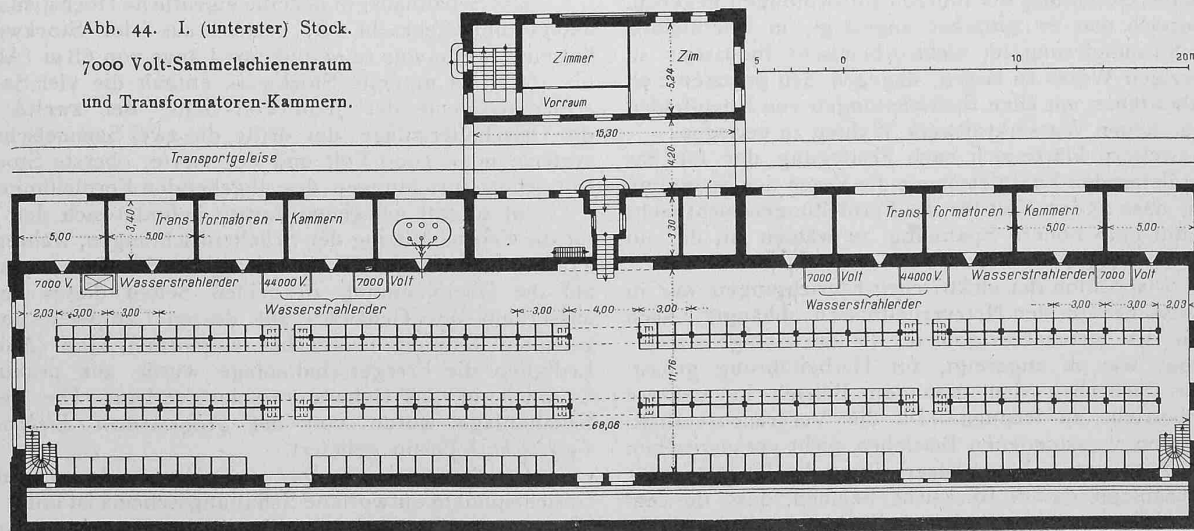 Abb. 44. — I. (unterster) Stock.
7000 Volt-Sammelschienenraum
und Transformatoren-Kammern.
Zimmer
Zim
Vorraum
5,20
5 0 10 20m
15,30
Transportgeleise
4,20
5,00
5,00
3,40
Trans-formatoren-Kammern
3,30
Trans-formatoren-Kammern
5,00
5,00
7000 V.
Wasserstrahlerder
44000 V.
7000 Volt
7000 Volt
44000 V.
Wasserstrahlerder
7000 Volt
Wasserstrahlerder
Wasserstrahlerder
2,03
3,00
3,00
3,00
4,00
3,00
3,00
3,00
2,03
11,76
68,06